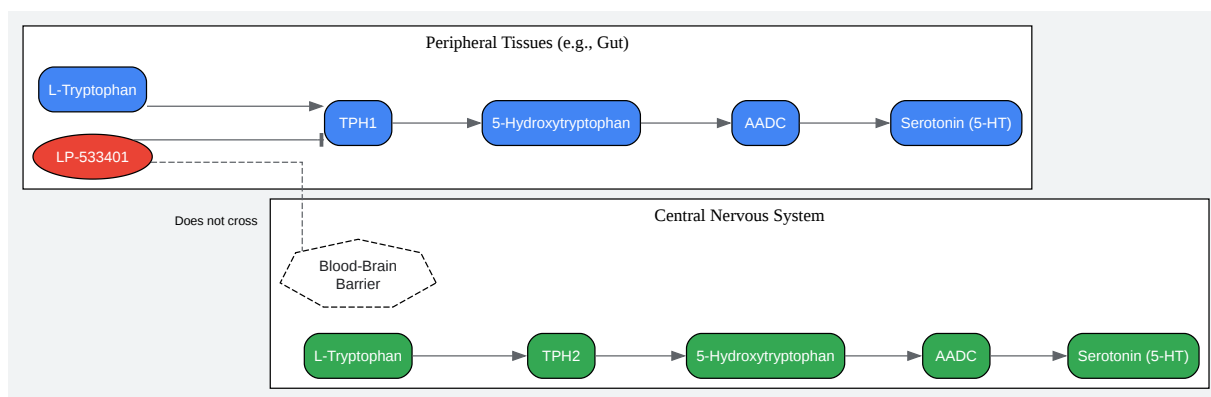 Peripheral Tissues (e.g., Gut)
L-Tryptophan
TPH1
5-Hydroxytryptophan
AADC
Serotonin (5-HT)
LP-533401
Does not cross
Central Nervous System
Blood-Brain
Barrier
L-Tryptophan
TPH2
5-Hydroxytryptophan
AADC
Serotonin (5-HT)